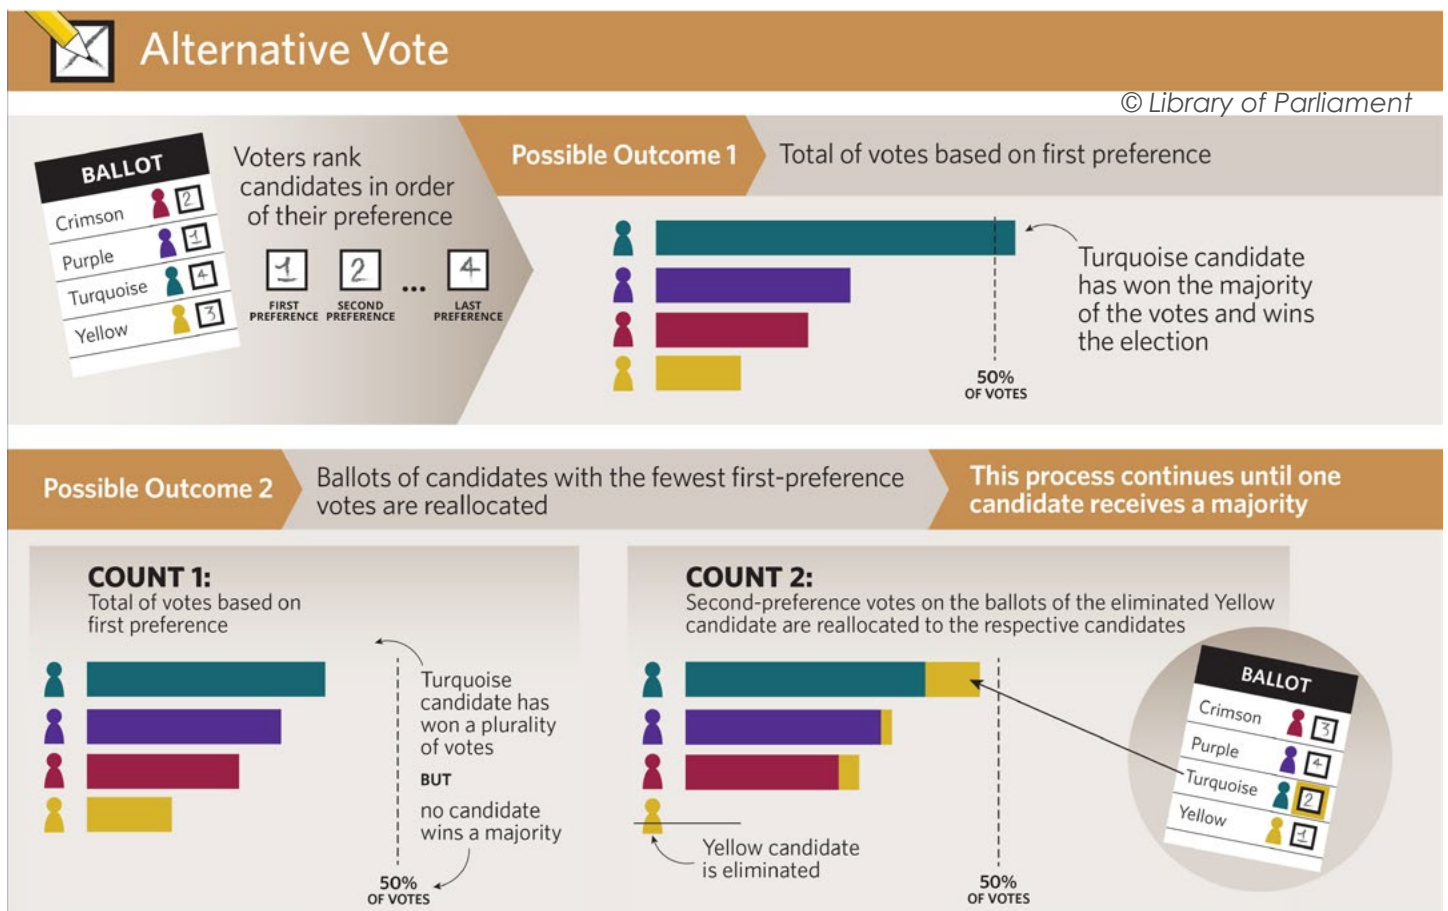 Alternative Vote
© Library of Parliament
BALLOT
Crimson 2
Purple 1
Turquoise 4
Yellow 3
Voters rank
candidates in order
of their preference
1 2 ... 4
FIRST PREFERENCE
SECOND PREFERENCE
LAST PREFERENCE
Possible Outcome 1
Total of votes based on first preference
Turquoise candidate
has won the majority
of the votes and wins
the election
50%
OF VOTES
Possible Outcome 2
Ballots of candidates with the fewest first-preference
votes are reallocated
This process continues until one
candidate receives a majority
COUNT 1:
Total of votes based on
first preference
Turquoise
candidate has
won a plurality
of votes
BUT
no candidate
wins a majority
50%
OF VOTES
COUNT 2:
Second-preference votes on the ballots of the eliminated Yellow
candidate are reallocated to the respective candidates
Yellow candidate
is eliminated
50%
OF VOTES
BALLOT
Crimson 3
Purple 4
Turquoise 2
Yellow 1